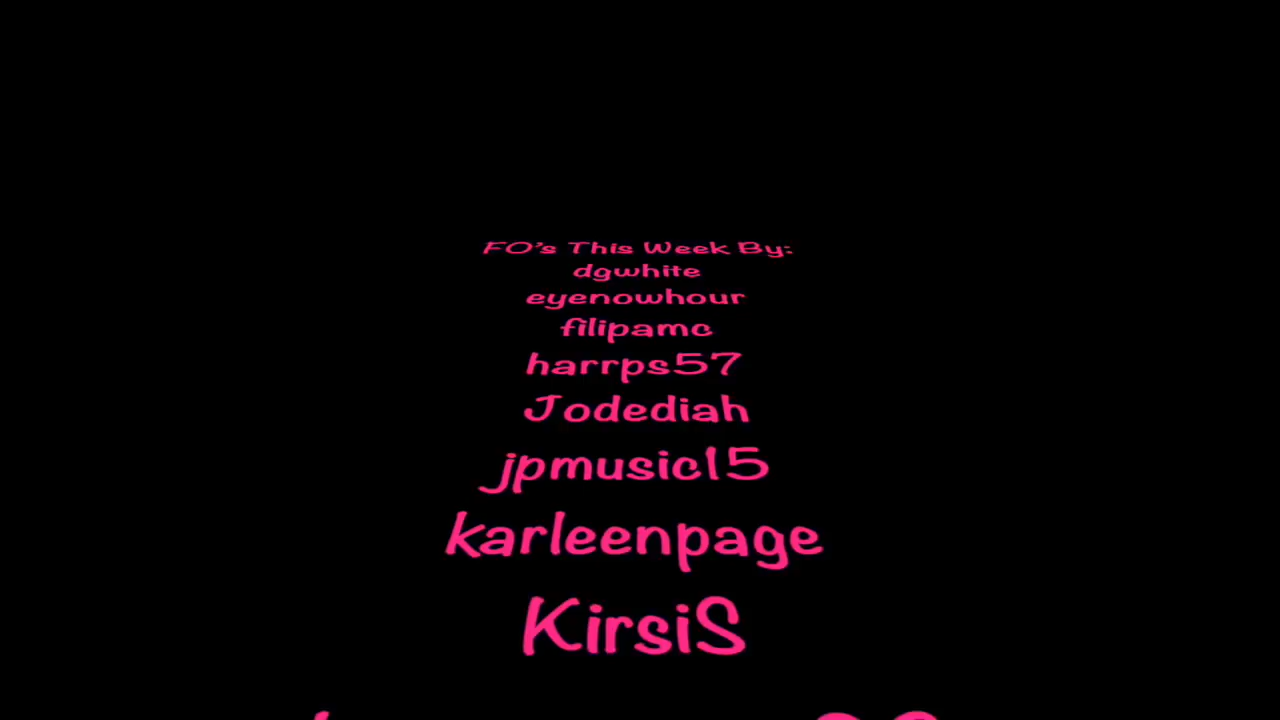 FO's This Week By:
dgwhite
eyenowhour
filipamc
harrps57
Jodediah
jpmusic15
karleenpage
KirsiS